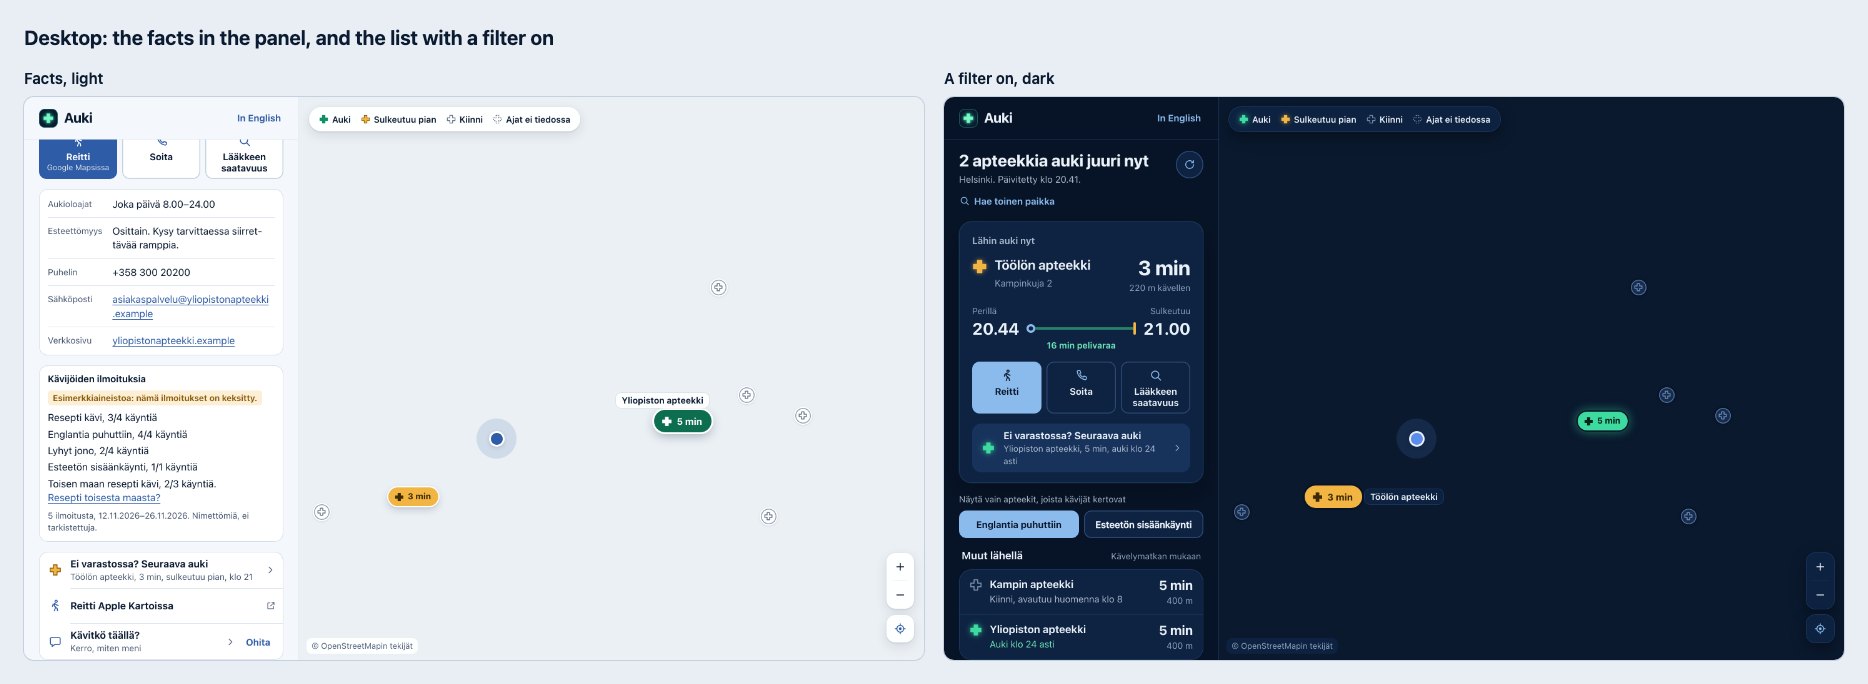 Desktop: the facts in the panel, and the list with a filter on
Facts, light
Auki
In English
Reitti
Google Mapsissa
Soita
Lääkkeen
saatavuus
Aukioloajat
Joka päivä 8.00–24.00
Esteettömyys
Osittain. Kysy tarvittaessa siirret-
tävää ramppia.
Puhelin
+358 300 20200
Sähköposti
asiakaspalvelu@yliopistonapteekki
.example
Verkkosivu
yliopistonapteekki.example
Kävijöiden ilmoituksia
Esimerkkiaineistoa: nämä ilmoitukset on keksitty.
Resepti kävi, 3/4 käyntiä
Englantia puhuttiin, 4/4 käyntiä
Lyhyt jono, 2/4 käyntiä
Esteetön sisäänkäynti, 1/1 käyntiä
Toisen maan resepti kävi, 2/3 käyntiä.
Resepti toisesta maasta?
5 ilmoitusta, 12.11.2026–26.11.2026. Nimettömiä, ei
tarkistettuja.
Ei varastossa? Seuraava auki
Töölön apteekki, 3 min, sulkeutuu pian, klo 21
Reitti Apple Kartoissa
Kävitkö täällä?
Kerro, miten meni
Ohita
Auki
Sulkeutuu pian
Kiinni
Ajat ei tiedossa
Yliopiston apteekki
5 min
3 min
+
−
© OpenStreetMapin tekijät
A filter on, dark
Auki
In English
2 apteekkia auki juuri nyt
Helsinki. Päivitetty klo 20.41.
Hae toinen paikka
Lähin auki nyt
Töölön apteekki
3 min
Kampinkuja 2
220 m kävellen
Perillä
Sulkeutuu
20.44
21.00
16 min pelivaraa
Reitti
Soita
Lääkkeen
saatavuus
Ei varastossa? Seuraava auki
Yliopiston apteekki, 5 min, auki klo 24
asti
Näytä vain apteekit, joista kävijät kertovat
Englantia puhuttiin
Esteetön sisäänkäynti
Muut lähellä
Kävelymatkan mukaan
Kampin apteekki
5 min
Kiinni, avautuu huomenna klo 8
400 m
Yliopiston apteekki
5 min
Auki klo 24 asti
400 m
Auki
Sulkeutuu pian
Kiinni
Ajat ei tiedossa
5 min
3 min
Töölön apteekki
+
−
© OpenStreetMapin tekijät